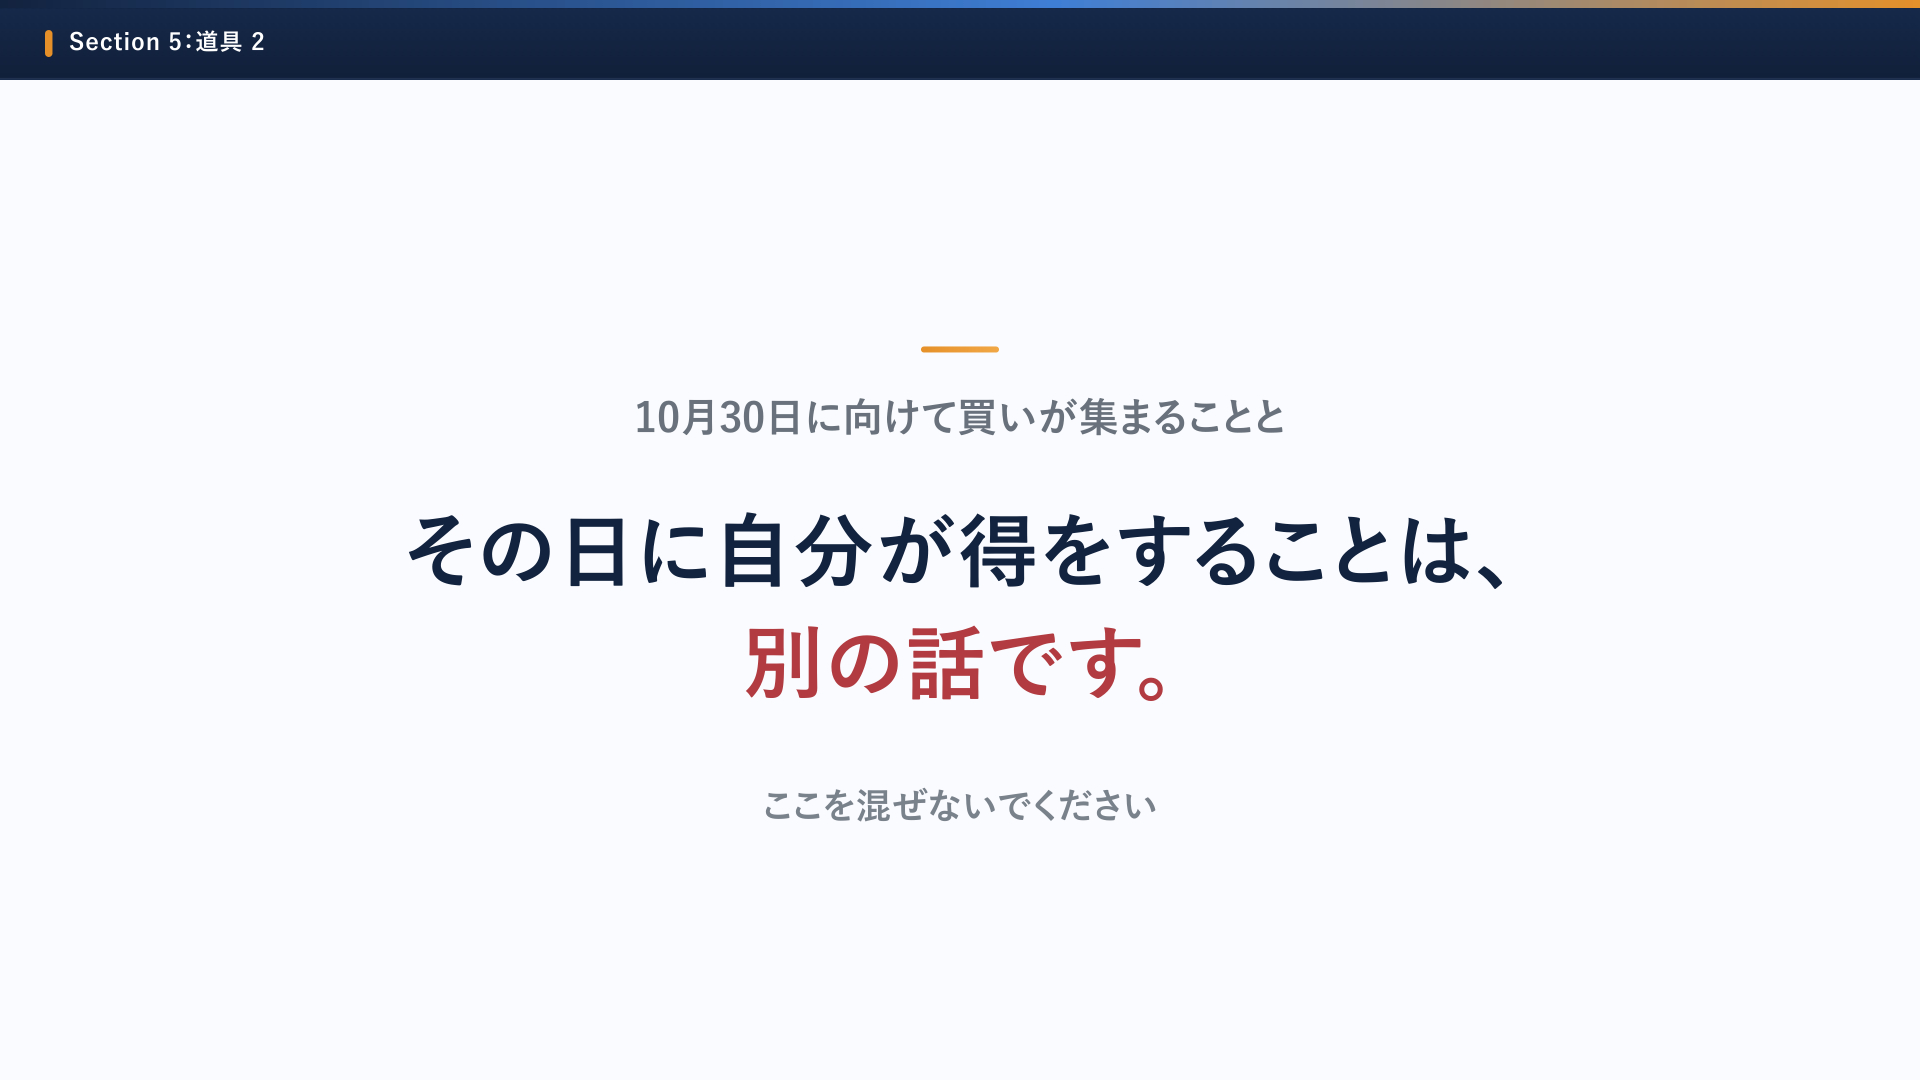 Section 5：道具 2
10月30日に向けて買いが集まることと
その日に自分が得をすることは、
別の話です。
ここを混ぜないでください